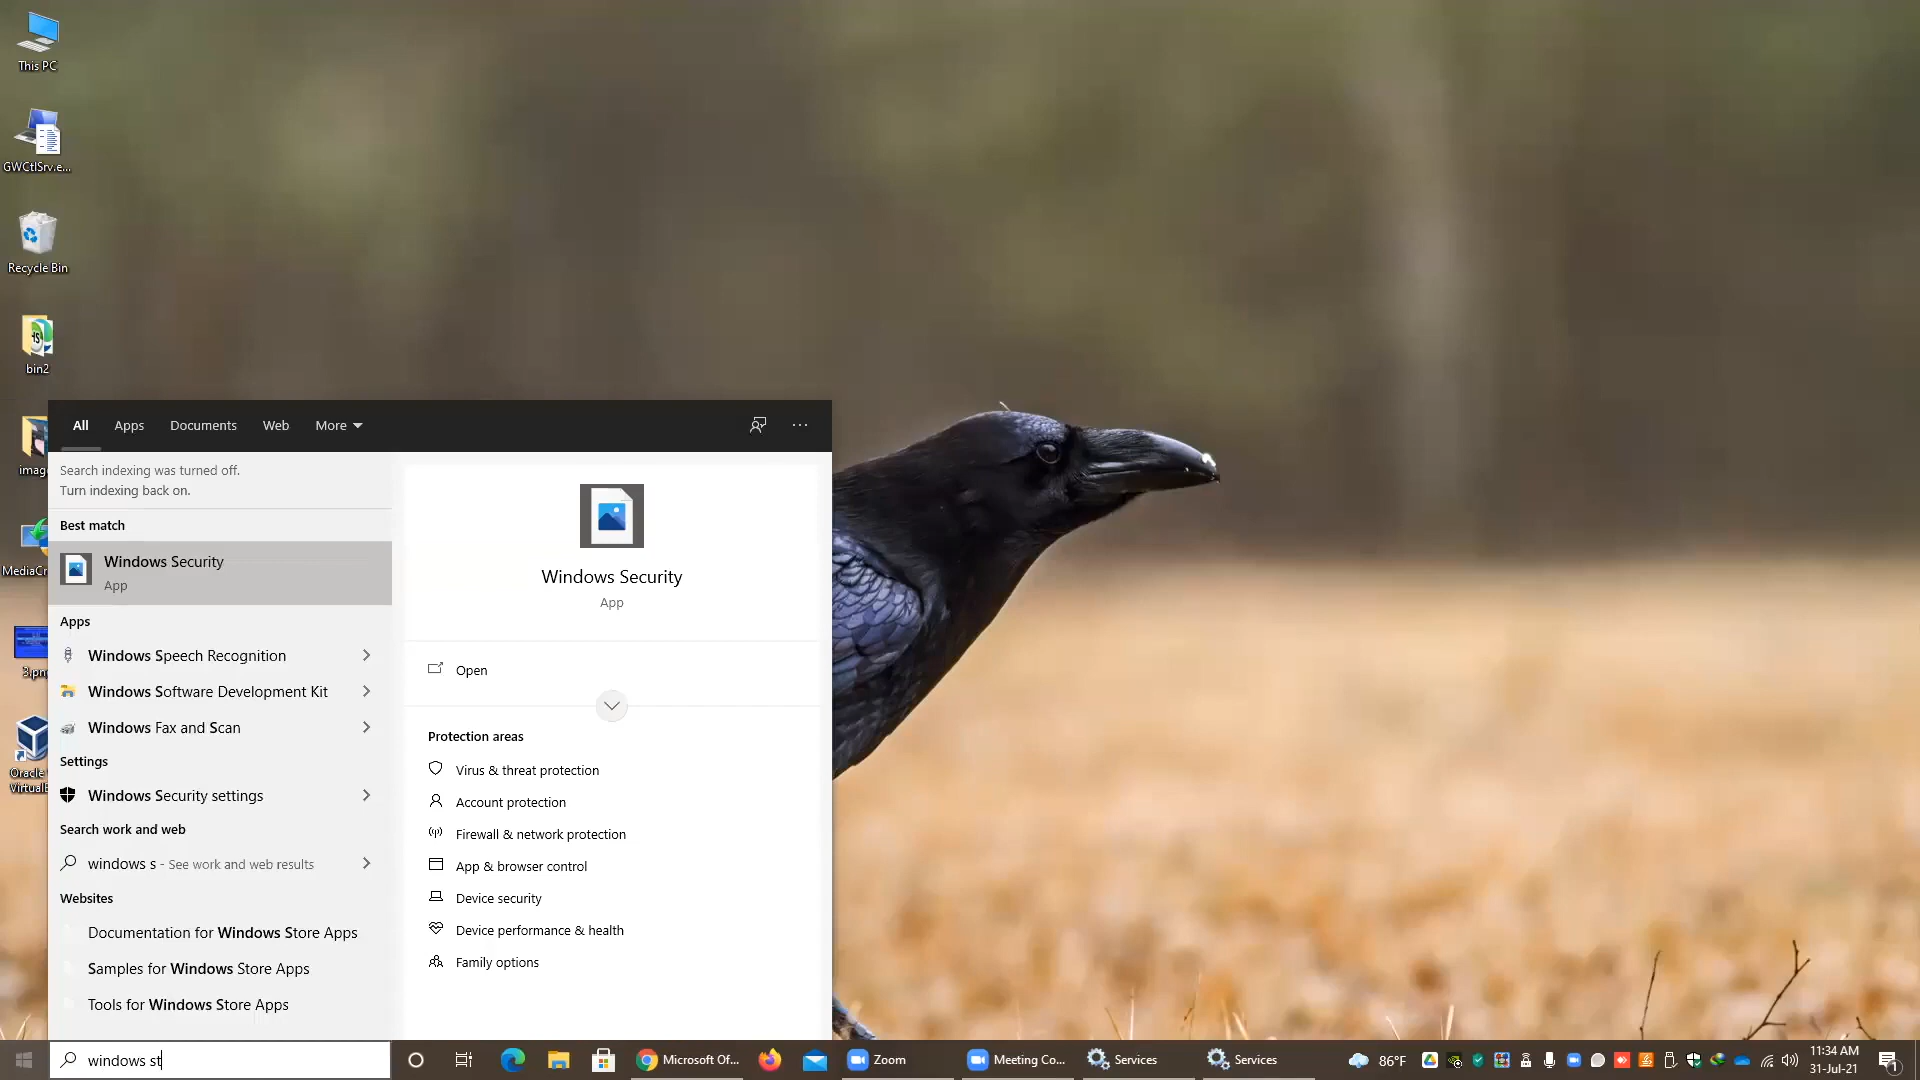 This PC
GWCtlSrv.e...
Recycle Bin
bin2
image
MediaCr
3.pn
Oracle
VirtualB
All
Apps
Documents
Web
More
Search indexing was turned off.
Turn indexing back on.
Best match
Windows Security
App
Apps
Windows Speech Recognition
Windows Software Development Kit
Windows Fax and Scan
Settings
Windows Security settings
Search work and web
windows s - See work and web results
Websites
Documentation for Windows Store Apps
Samples for Windows Store Apps
Tools for Windows Store Apps
Windows Security
App
Open
Protection areas
Virus & threat protection
Account protection
Firewall & network protection
App & browser control
Device security
Device performance & health
Family options
windows st
Microsoft Of...
Zoom
Meeting Co...
Services
Services
86°F
11:34 AM
31-Jul-21
1